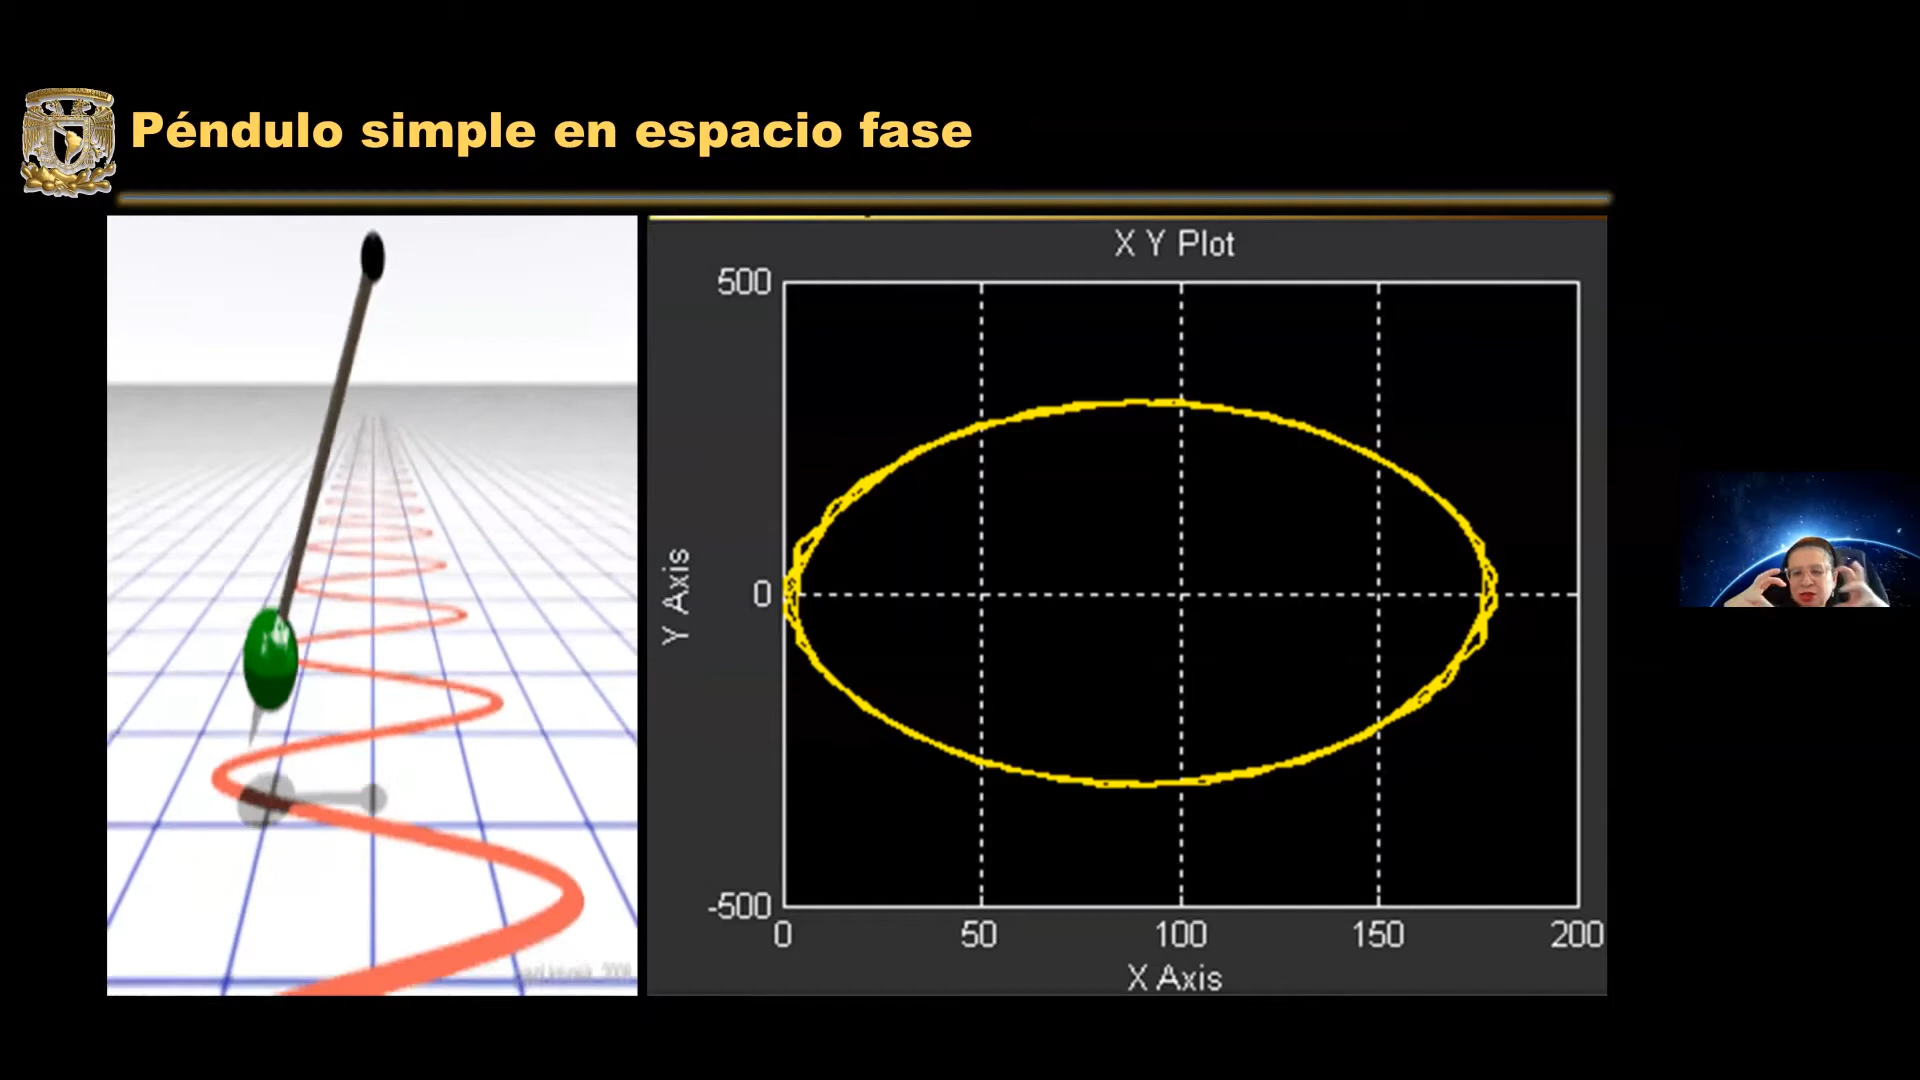 Péndulo simple en espacio fase
X Y Plot
500
0
-500
Y Axis
0
50
100
150
200
X Axis